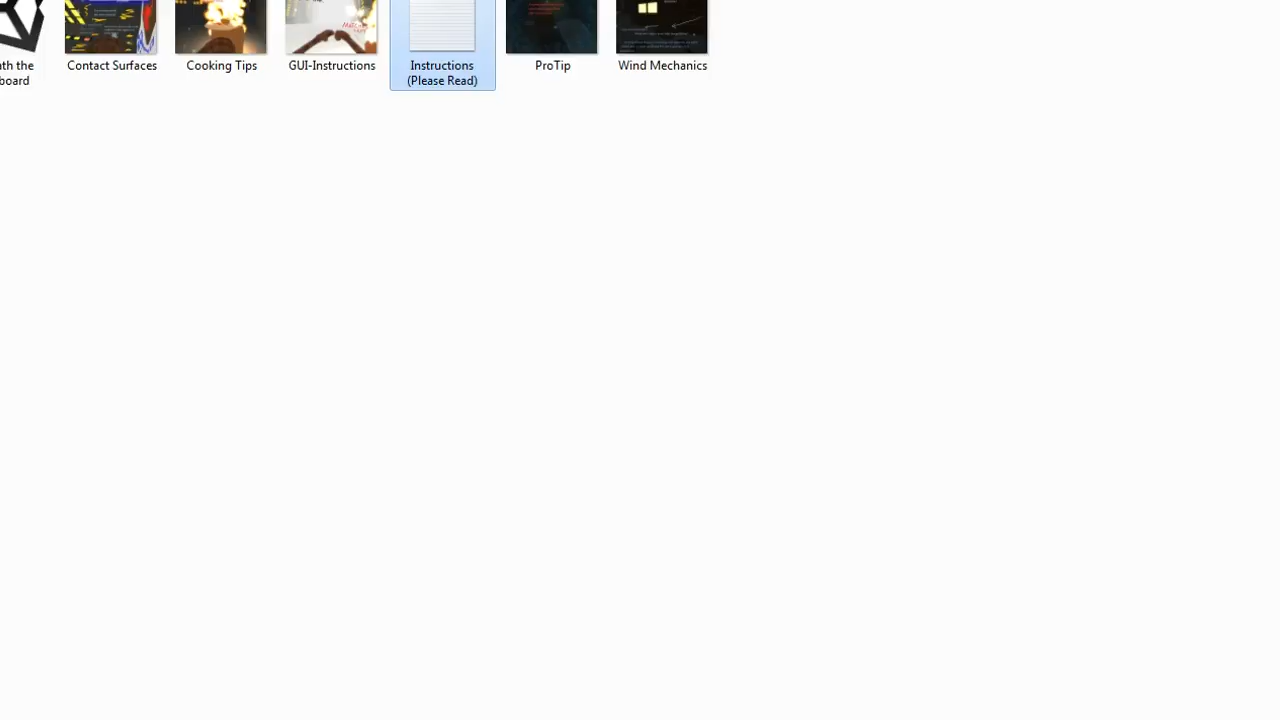 th the
board
Contact Surfaces
Cooking Tips
GUI-Instructions
Instructions
(Please Read)
ProTip
Wind Mechanics